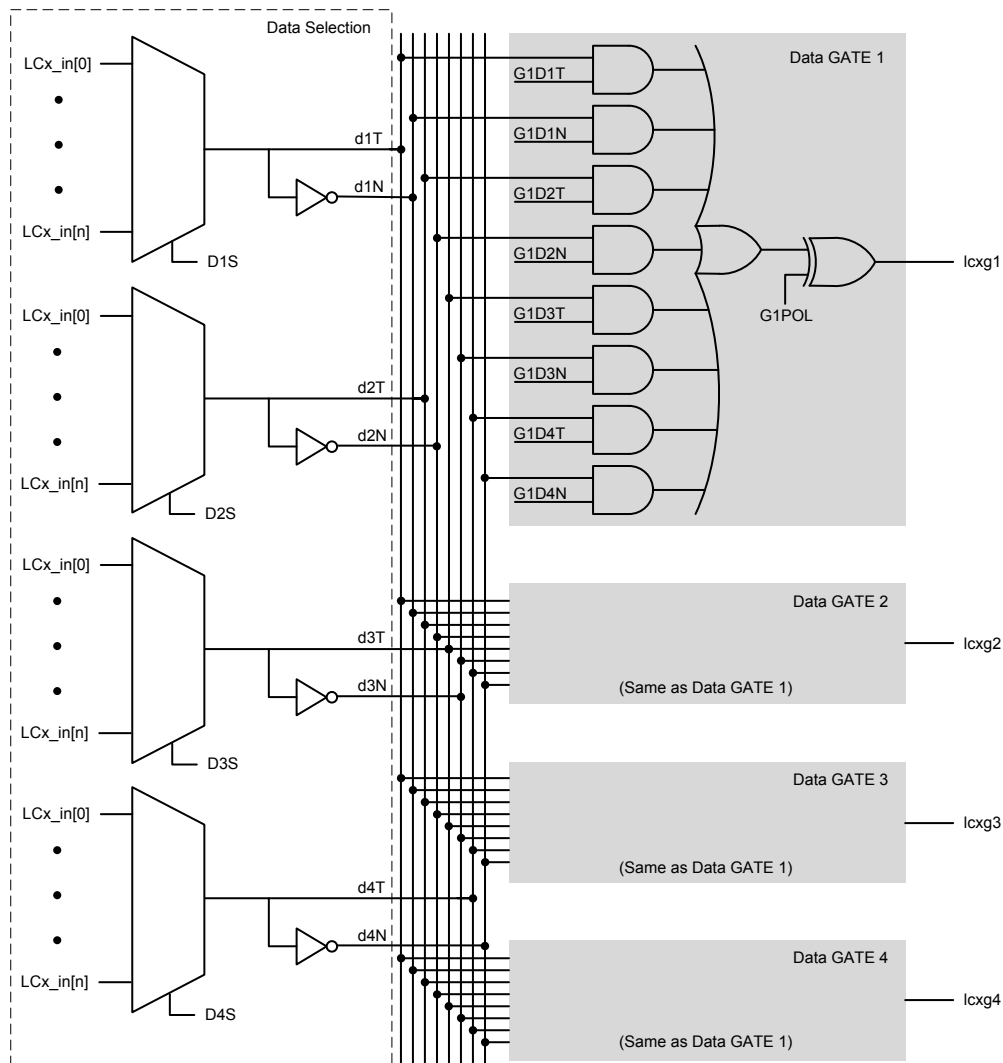 Data Selection
LCx_in[0]
LCx_in[n]
D1S
d1T
d1N
LCx_in[0]
LCx_in[n]
D2S
d2T
d2N
LCx_in[0]
LCx_in[n]
D3S
d3T
d3N
LCx_in[0]
LCx_in[n]
D4S
d4T
d4N
Data GATE 1
G1D1T
G1D1N
G1D2T
G1D2N
G1D3T
G1D3N
G1D4T
G1D4N
G1POL
lcxg1
Data GATE 2
(Same as Data GATE 1)
lcxg2
Data GATE 3
(Same as Data GATE 1)
lcxg3
Data GATE 4
(Same as Data GATE 1)
lcxg4